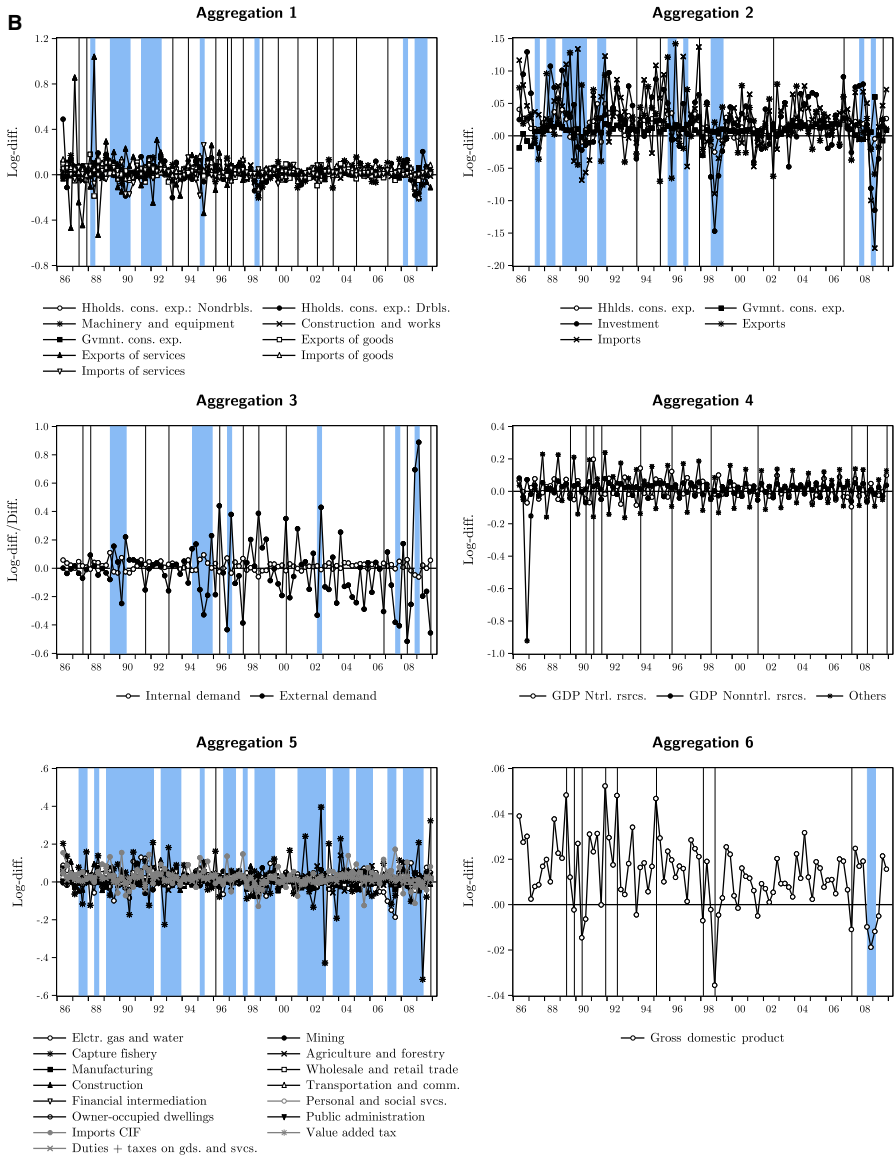 B
Aggregation 1
Log-diff.
1.2
0.8
0.4
0.0
-0.4
-0.8
86 88 90 92 94 96 98 00 02 04 06 08
Hholds. cons. exp.: Nondrbls.
Hholds. cons. exp.: Drbls.
Machinery and equipment
Construction and works
Gvmnt. cons. exp.
Exports of goods
Exports of services
Imports of goods
Imports of services
Aggregation 2
Log-diff.
.15
.10
.05
.00
-.05
-.10
-.15
.20
86 88 90 92 94 96 98 00 02 04 06 08
Hhlds. cons. exp.
Gvmnt. cons. exp.
Investment
Exports
Imports
Aggregation 3
Log-diff./Diff.
1.0
0.8
0.6
0.4
0.2
0.0
-0.2
-0.4
-0.6
86 88 90 92 94 96 98 00 02 04 06 08
Internal demand
External demand
Aggregation 4
0.4
0.2
0.0
-0.2
-0.4
-0.6
-0.8
-1.0
86 88 90 92 94 96 98 00 02 04 06 08
GDP Ntrl. rsrcs.
GDP Nonntrl. rsrcs.
Others
Aggregation 5
Log-diff.
.6
.4
.2
.0
-.2
-.4
-.6
86 88 90 92 94 96 98 00 02 04 06 08
Elctr. gas and water
Mining
Capture fishery
Agriculture and forestry
Manufacturing
Wholesale and retail trade
Construction
Transportation and comm.
Financial intermediation
Personal and social svcs.
Owner-occupied dwellings
Public administration
Imports CIF
Value added tax
Duties + taxes on gds. and svcs.
Aggregation 6
Log-diff.
.06
.04
.02
.00
-.02
-.04
86 88 90 92 94 96 98 00 02 04 06 08
Gross domestic product